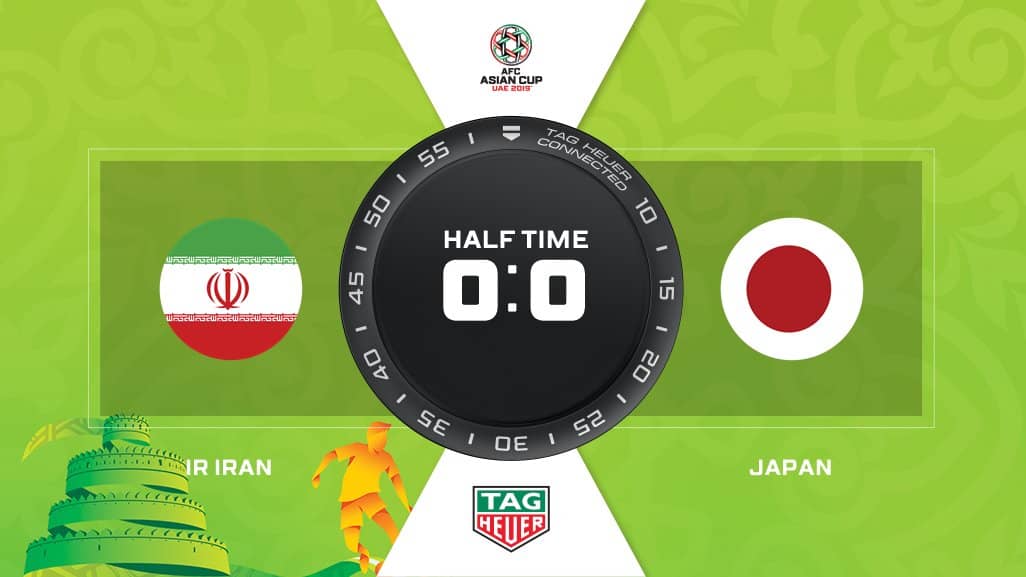 AFC
ASIAN CUP
UAE 2019™
TAG HEUER
CONNECTED
10
15
20
25
30
35
40
45
50
55
HALF TIME
0:0
IR IRAN
JAPAN
TAG
HEUER